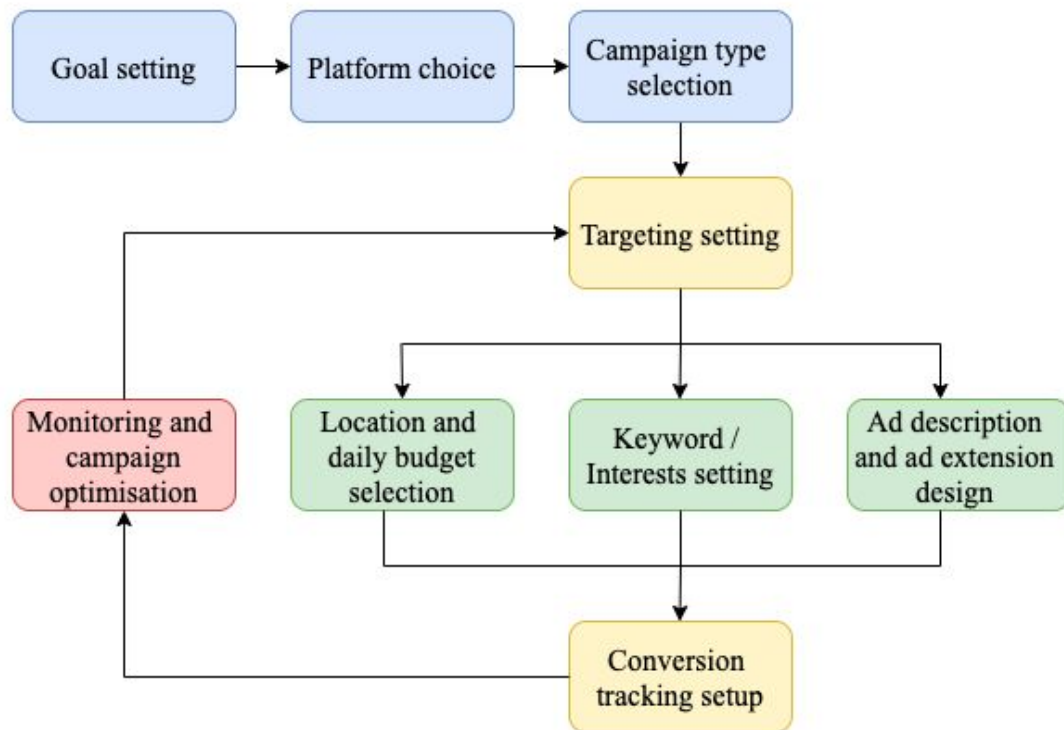 Goal setting
Platform choice
Campaign type
selection
Targeting setting
Monitoring and
campaign
optimisation
Location and
daily budget
selection
Keyword /
Interests setting
Ad description
and ad extension
design
Conversion
tracking setup